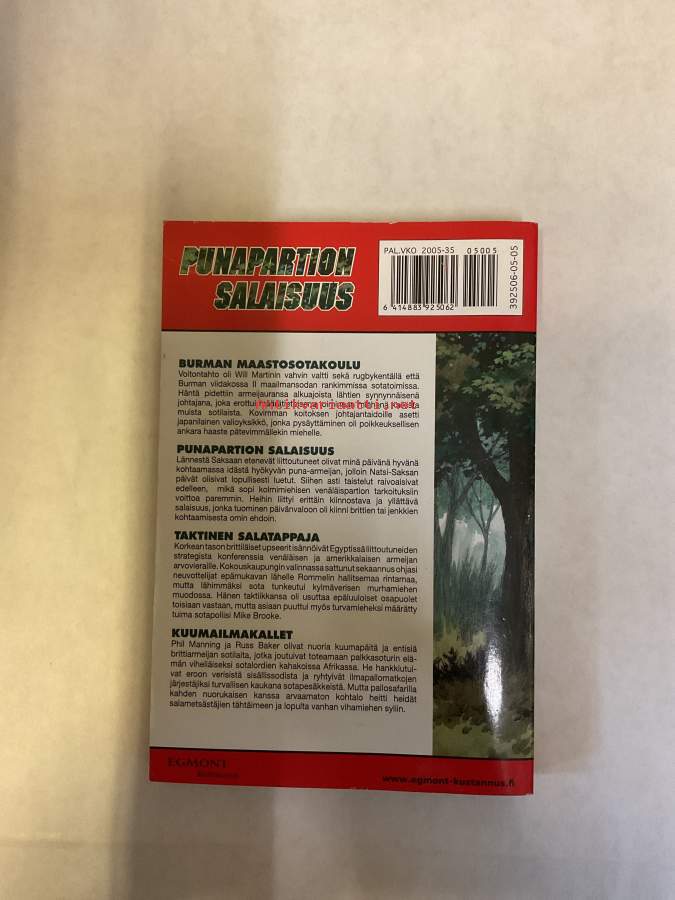 PUNAPARTION
SALAISUUS
PAL.VKO 2005-35
05005
6 414883 925062
392506-05-05
BURMAN MAASTOSOTAKOULU
Voitontahto oli Will Martinin vahvin valtti sekä rugbykentällä että
Burman viidakossa II maailmansodan rankimmissa sotatoimissa.
Häntä pidettiin armeijauransa alkuajoista lähtien synnynnäisenä
johtajana, joka erottui
muista sotilaista. Kovimman koitoksen johtajantaidoille asetti
japanilainen valioyksikkö, jonka pysäyttäminen oli poikkeuksellisen
ankara haaste pätevimmällekin miehelle.
antikvariaatti.net
PUNAPARTION SALAISUUS
Lännestä Saksaan etenevät liittoutuneet olivat minä päivänä hyvänä
kohtaamassa idästä hyökyvän puna-armeijan, jolloin Natsi-Saksan
päivät olisivat lopullisesti luetut. Siihen asti taistelut raivoaisivat
edelleen, mikä sopi kolmimiehisen venäläispartion tarkoituksiin
voittoa paremmin. Heihin liittyi erittäin kiinnostava ja yllättävä
salaisuus, jonka tuominen päivänvaloon oli kiinni brittien tai jenkkien
kohtaamisesta omin ehdoin.
TAKTINEN SALATAPPAJA
Korkean tason brittiläiset upseerit isännöivät Egyptissä liittoutuneiden
strategista konferenssia venäläisen ja amerikkalaisen armeijan
arvovieraille. Kokouskaupungin valinnassa sattunut sekaannus ohjasi
neuvottelijat epämukavan lähelle Rommelin hallitsemaa rintamaa,
mutta lähimmäksi sota tunkeutui kylmäverisen murhamiehen
muodossa. Hänen taktiikkansa oli usuttaa epäluuloiset osapuolet
toisiaan vastaan, mutta asiaan puuttui myös turvamieheksi määrätty
tuima sotapoliisi Mike Brooke.
KUUMAILMAKALLET
Phil Manning ja Russ Baker olivat nuoria kuumapäitä ja entisiä
brittiarmeijan sotilaita, jotka joutuivat toteamaan palkkasoturin elä-
män viheliäiseksi sotalordien kahakoissa Afrikassa. He hankkiutui-
vat eroon verisistä sisällissodista ja ryhtyivät ilmapallomatkojen
järjestäjiksi turvallisen kaukana sotapesäkkeistä. Mutta pallosafarilla
kahden nuorukaisen kanssa arvaamaton kohtalo heitti heidät
salametsästäjien tähtäimeen ja lopulta vanhan vihamiehen syliin.
EGMONT
www.egmont-kustannus.fi